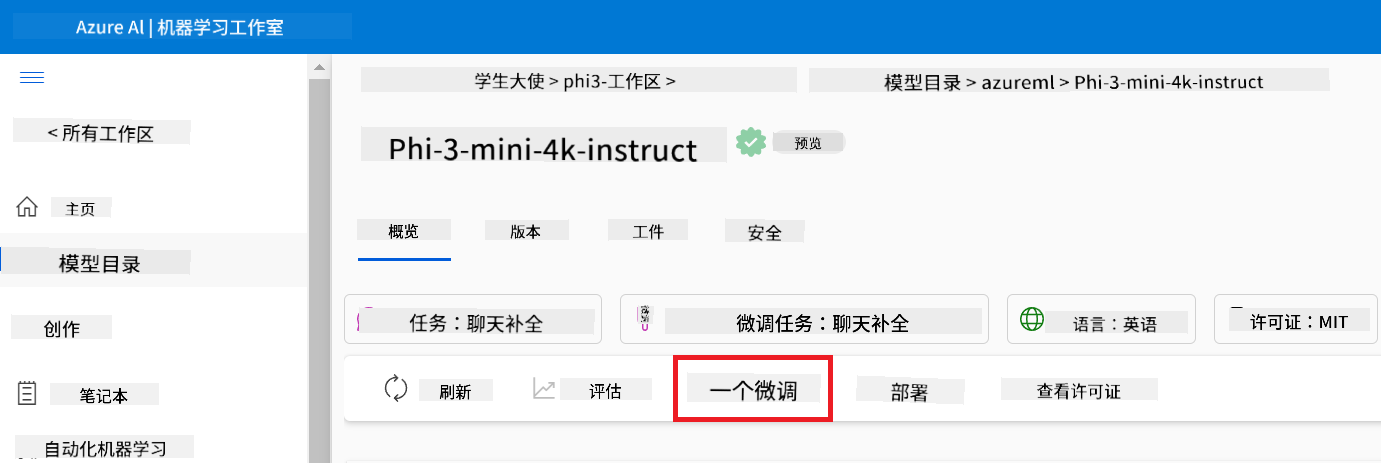 Azure Al | 机器学习工作室
学生大使 > phi3-工作区 >
模型目录 > azureml > Phi-3-mini-4k-instruct
< 所有工作区
Phi-3-mini-4k-instruct
预览
主页
概览
版本
工件
安全
模型目录
创作
任务：聊天补全
微调任务：聊天补全
语言：英语
许可证：MIT
笔记本
刷新
评估
一个微调
部署
查看许可证
自动化机器学习